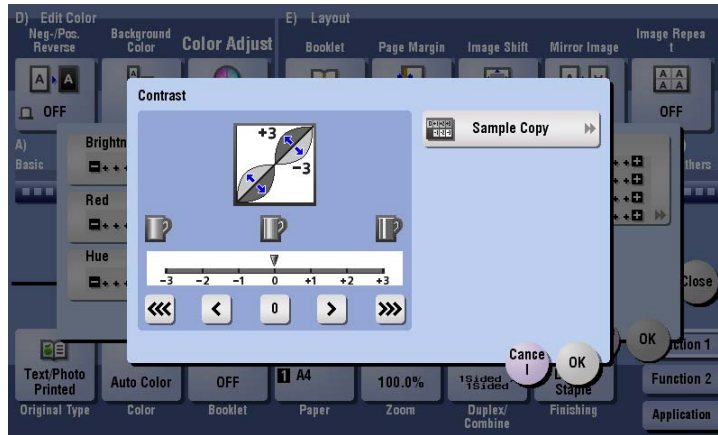 D) Edit Color
E) Layout
Neg-/Pos.
Reverse
Background
Color
Color Adjust
Booklet
Page Margin
Image Shift
Mirror Image
Image Repea
t
A A
OFF
A A
A A
OFF
Contrast
+3
-3
Sample Copy
A)
Basic
Brightn
Red
Hue
thers
-3 -2 -1 0 +1 +2 +3
0
Close
Cance
l
OK
OK
ction 1
Text/Photo
Printed
Auto Color
OFF
1 A4
100.0%
1Sided
1Sided
Staple
Function 2
Original Type
Color
Booklet
Paper
Zoom
Duplex/
Combine
Finishing
Application